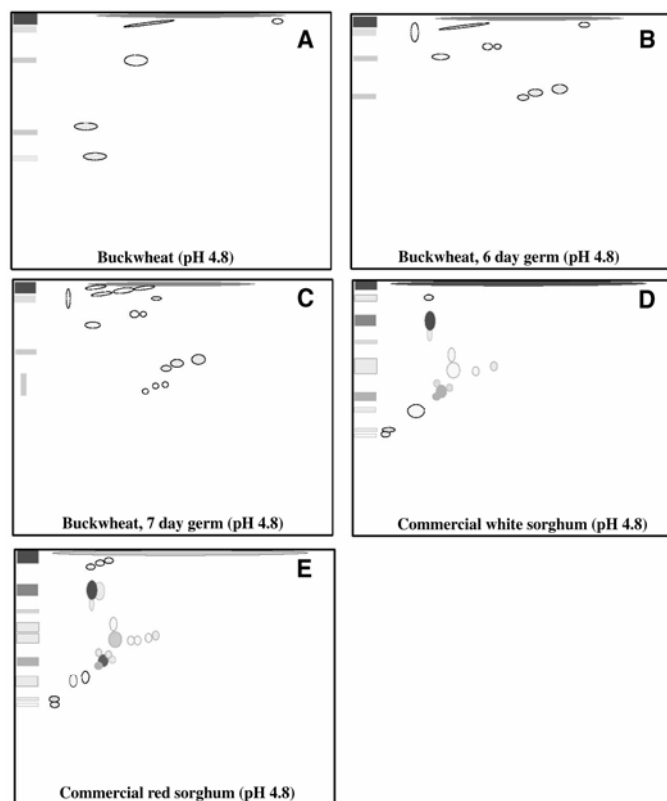 A
Buckwheat (pH 4.8)
B
Buckwheat, 6 day germ (pH 4.8)
C
Buckwheat, 7 day germ (pH 4.8)
D
Commercial white sorghum (pH 4.8)
E
Commercial red sorghum (pH 4.8)